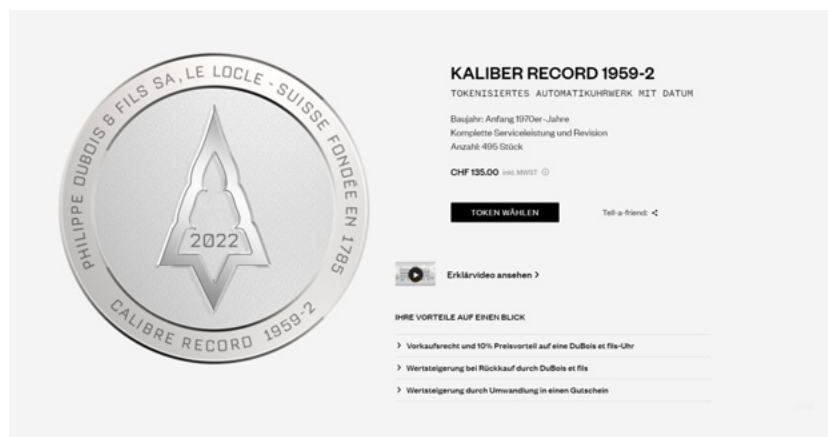 PHILIPPE DUBOIS & FILS SA, LE LOCLE - SUISSE FONDÉE EN 1785
2022
CALIBRE RECORD 1959-2
KALIBER RECORD 1959-2
TOKENISIERTES AUTOMATIKUHRWERK MIT DATUM
Baujahr: Anfang 1970er-Jahre
Komplette Serviceleistung und Revision
Anzahl: 495 Stück
CHF 135.00 inkl. MWST
TOKEN WÄHLEN
Tell-a-friend:
Erklärvideo ansehen
IHRE VORTEILE AUF EINEN BLICK
Vorkaufsrecht und 10% Preisvorteil auf eine DuBois et fils-Uhr
Wertsteigerung bei Rückkauf durch DuBois et fils
Wertsteigerung durch Umwandlung in einen Gutschein